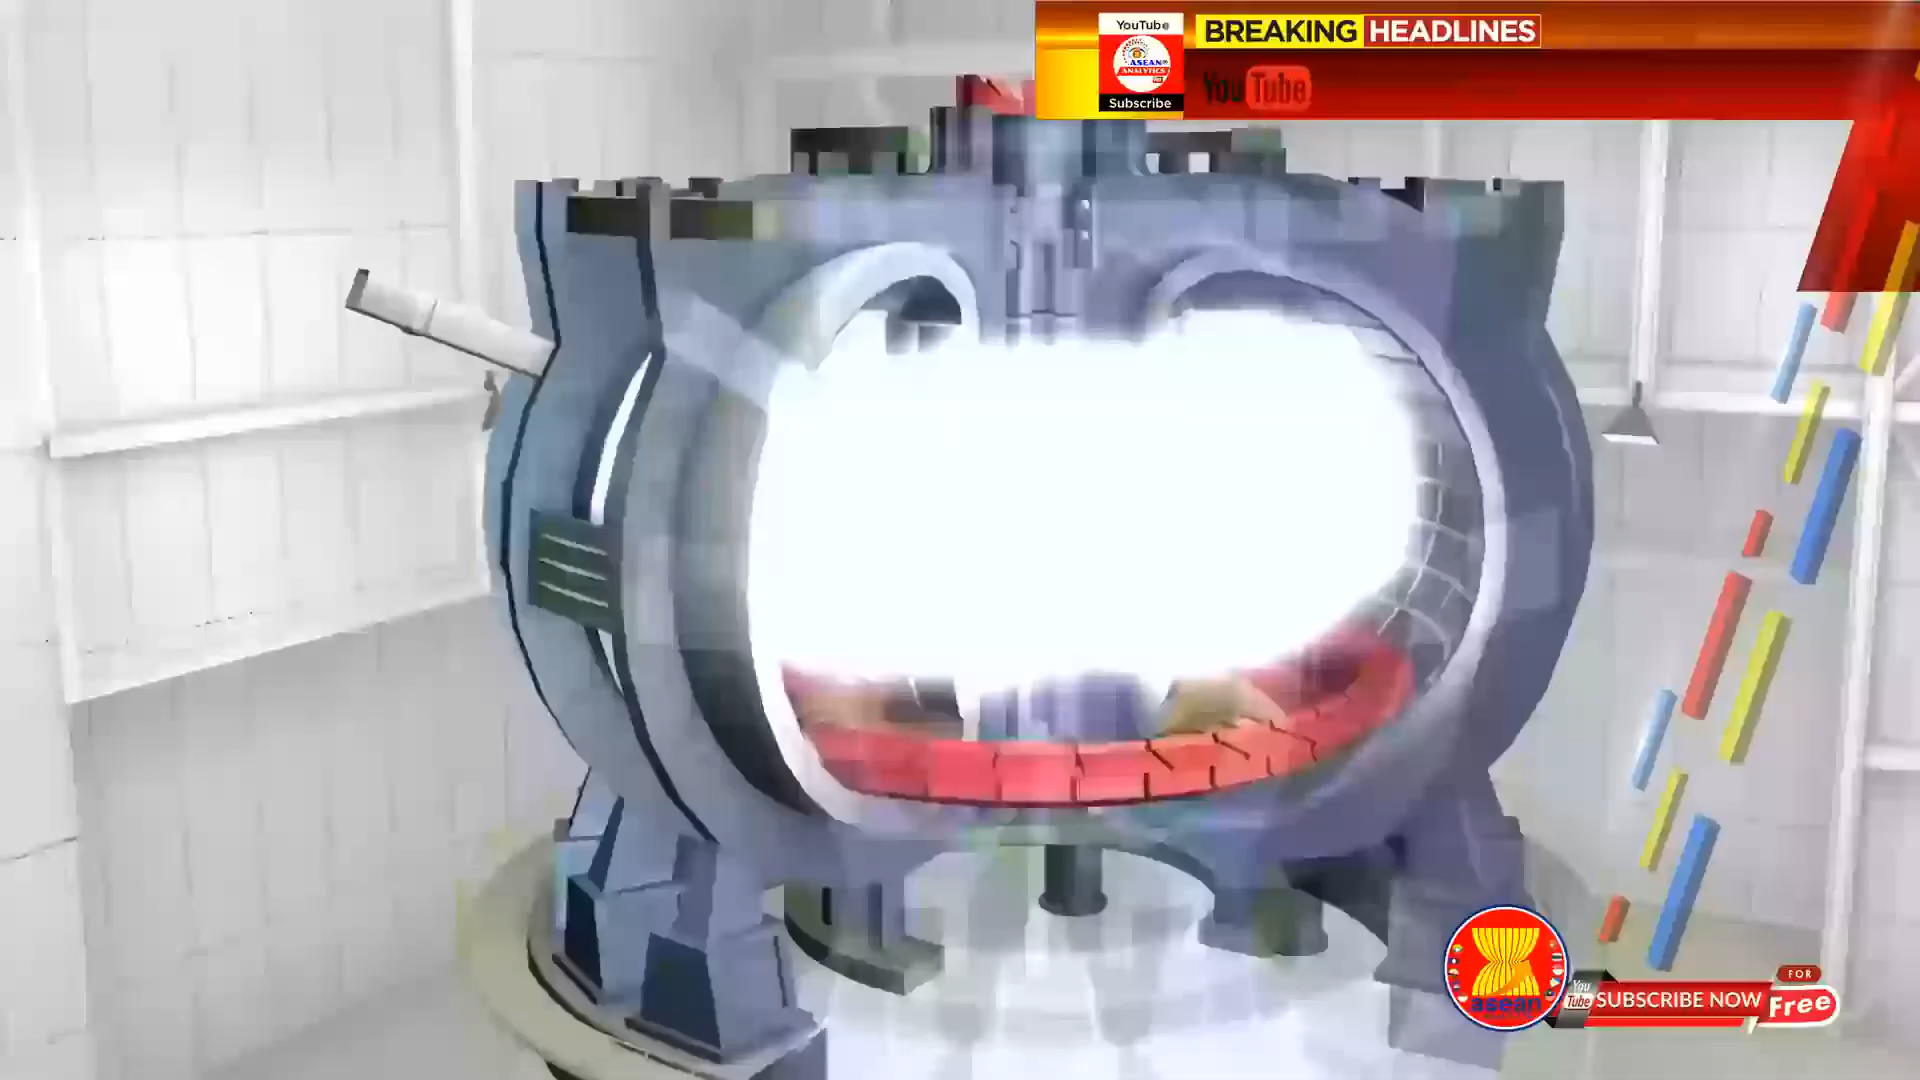 YouTube
ASEAN
ANALYTICS
Subscribe
BREAKING HEADLINES
YouTube
asean
You
Tube
SUBSCRIBE NOW
FOR
Free